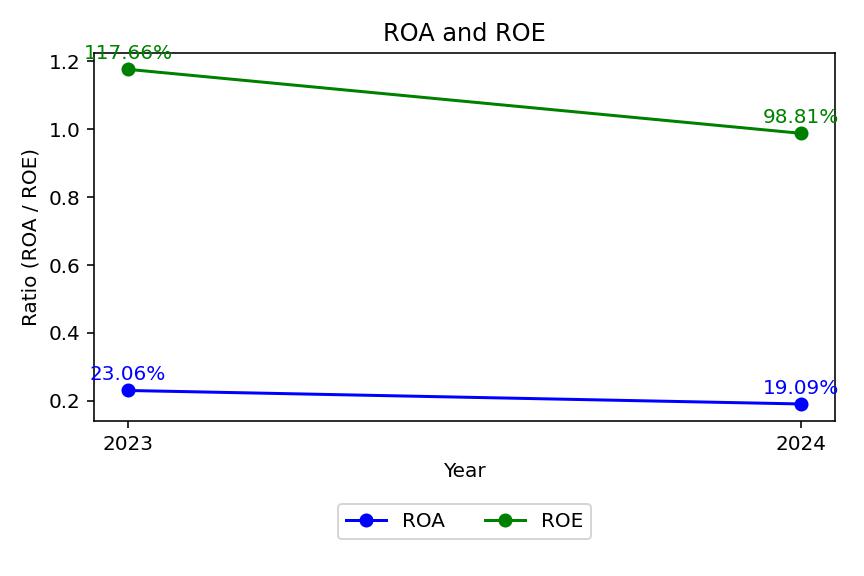 ROA and ROE
117.66%
98.81%
23.06%
19.09%
1.2
1.0
0.8
0.6
0.4
0.2
Ratio (ROA / ROE)
2023 2024
Year
ROA ROE